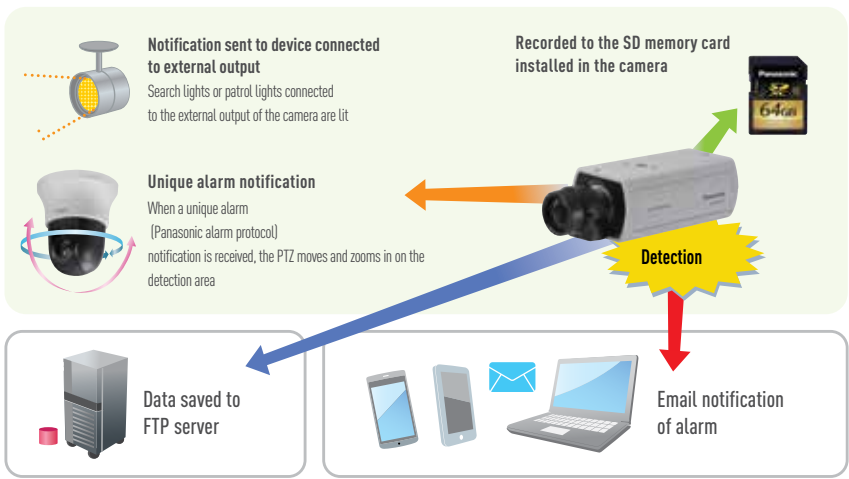 Notification sent to device connected
to external output
Search lights or patrol lights connected
to the external output of the camera are lit
Recorded to the SD memory card
installed in the camera
Panasonic
64GB
Unique alarm notification
When a unique alarm
(Panasonic alarm protocol)
notification is received, the PTZ moves and zooms in on the
detection area
Detection
Data saved to
FTP server
Email notification
of alarm